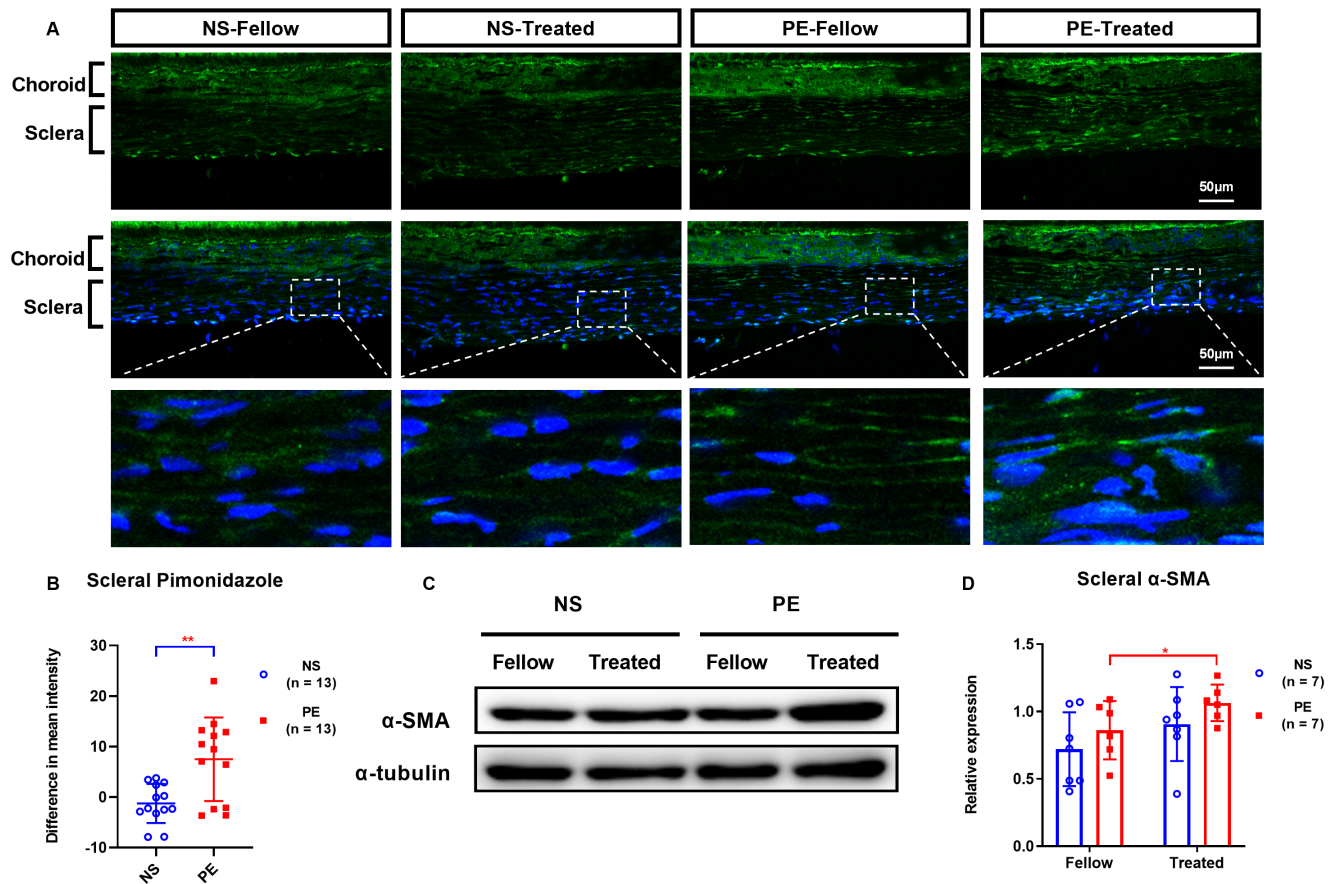 A
NS-Fellow
NS-Treated
PE-Fellow
PE-Treated
Choroid
Sclera
50μm
Choroid
Sclera
50μm
B
Scleral Pimonidazole
Difference in mean intensity
30
20
10
0
-10
**
NS
PE
NS
(n = 13)
PE
(n = 13)
C
NS
PE
Fellow
Treated
Fellow
Treated
α-SMA
α-tubulin
D
Scleral α-SMA
Relative expression
1.5
1.0
0.5
0.0
*
Fellow
Treated
NS
(n = 7)
PE
(n = 7)